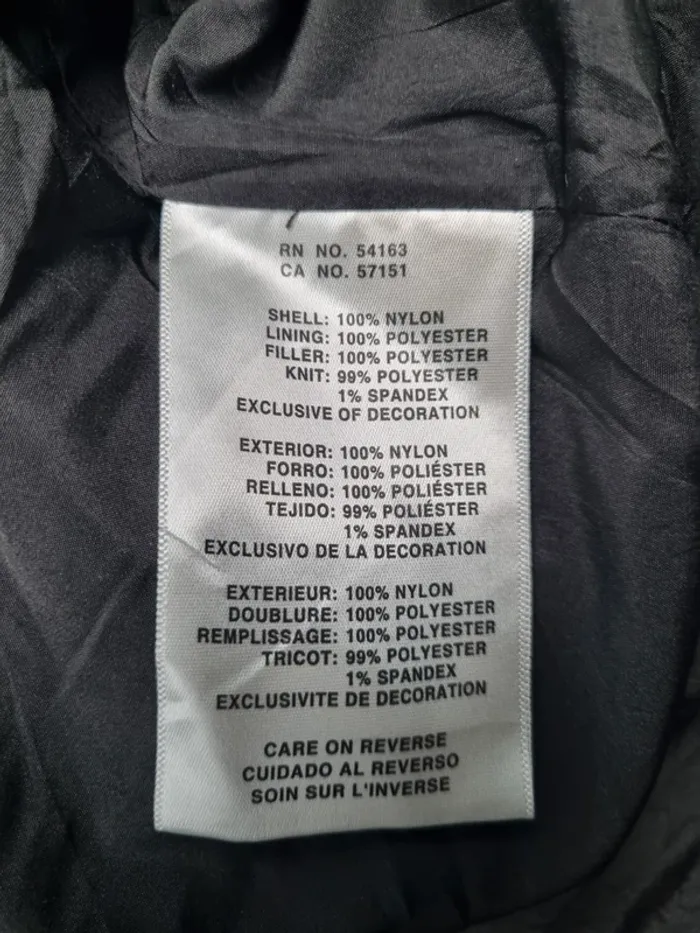 RN NO. 54163
CA NO. 57151
SHELL: 100% NYLON
LINING: 100% POLYESTER
FILLER: 100% POLYESTER
KNIT: 99% POLYESTER
1% SPANDEX
EXCLUSIVE OF DECORATION
EXTERIOR: 100% NYLON
FORRO: 100% POLIÉSTER
RELLENO: 100% POLIÉSTER
TEJIDO: 99% POLIÉSTER
1% SPANDEX
EXCLUSIVO DE LA DECORATION
EXTERIEUR: 100% NYLON
DOUBLURE: 100% POLYESTER
REMPLISSAGE: 100% POLYESTER
TRICOT: 99% POLYESTER
1% SPANDEX
EXCLUSIVITE DE DECORATION
CARE ON REVERSE
CUIDADO AL REVERSO
SOIN SUR L'INVERSE